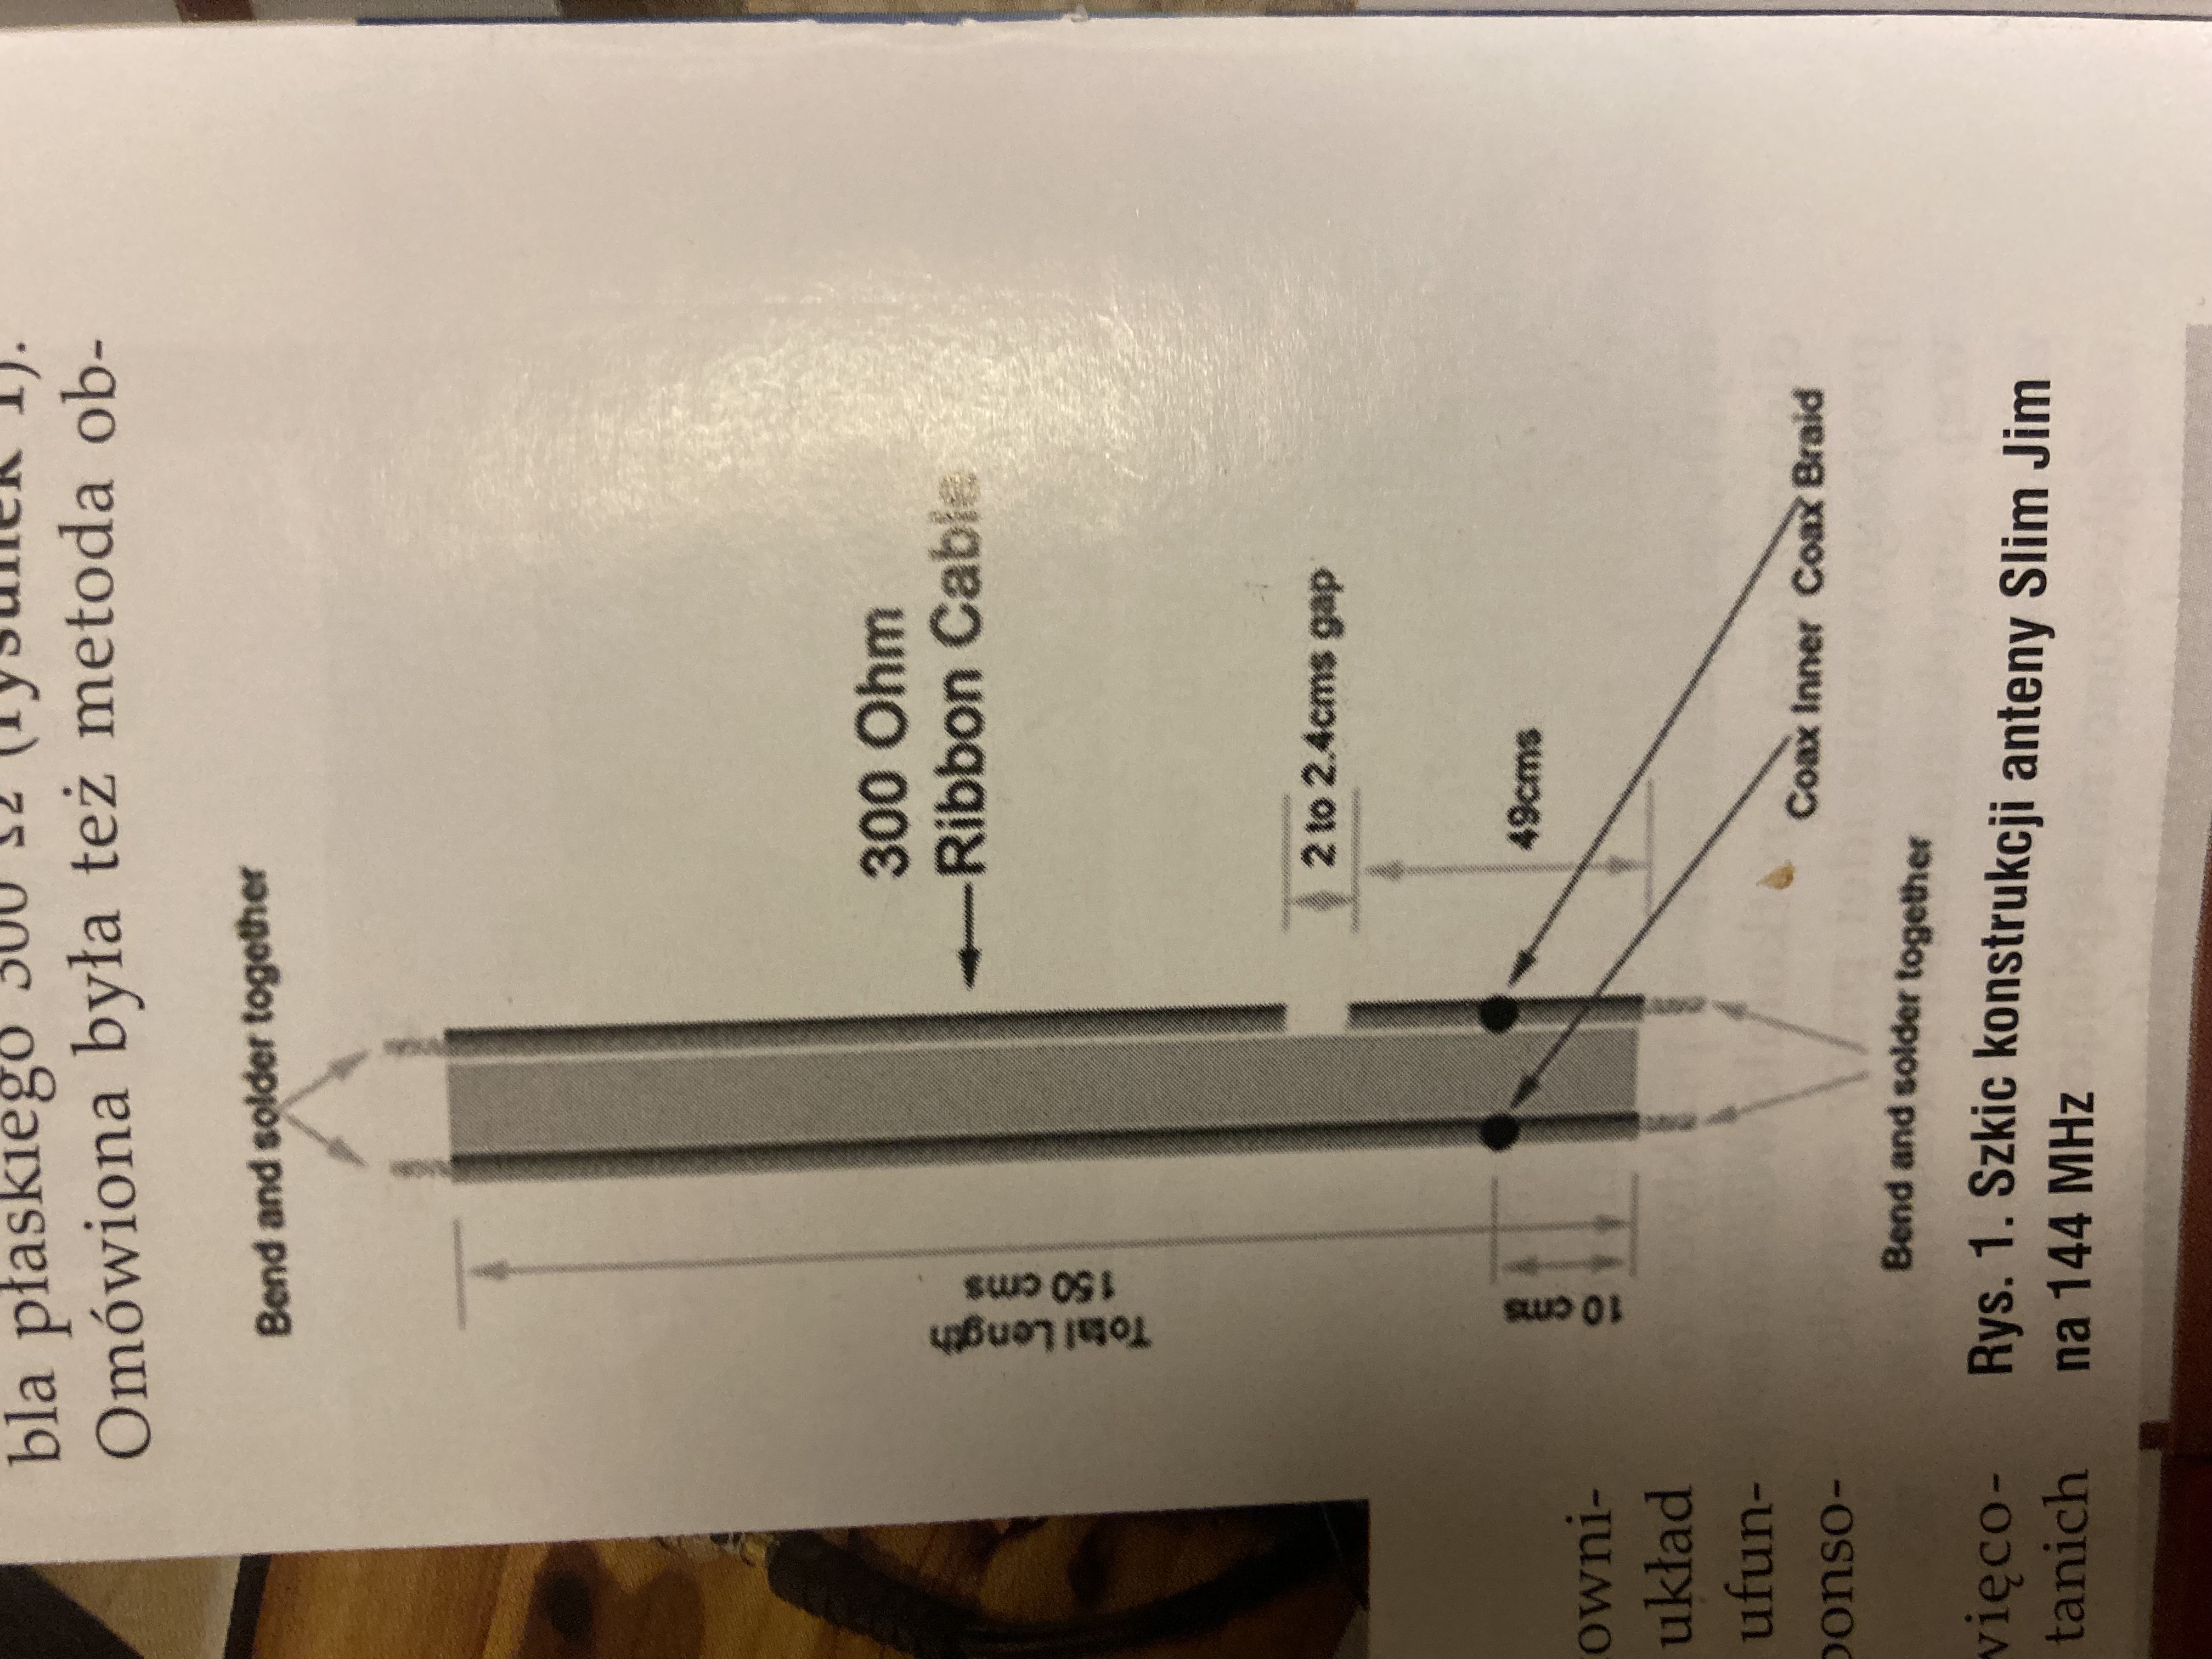 bla płaskiego 300 Ω (rysunek 1).
Omówiona była też metoda ob-
Bend and solder together
300 Ohm
Ribbon Cable
Total Length
150 cms
2 to 2.4cms gap
49cms
10 cms
Coax Inner Coax Braid
Bend and solder together
Rys. 1. Szkic konstrukcji anteny Slim Jim
na 144 MHz
owni-
układ
ufun-
ponso-
więco-
tanich